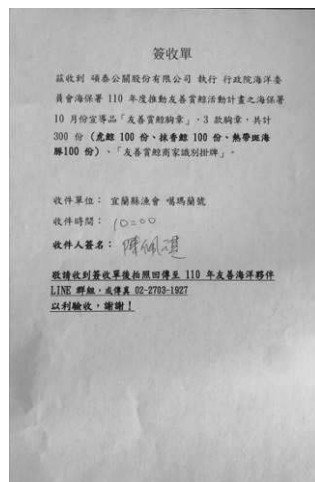 簽收單
茲收到 碩泰公關股份有限公司 執行 行政院海洋委
員會海保署 110 年度推動友善賞鯨活動計畫之海保署
10 月份宣導品「友善賞鯨胸章」,3 款胸章,共計
300 份 (虎鯨 100 份、抹香鯨 100 份、熱帶斑海
豚100 份)、「友善賞鯨商家識別掛牌」。
收件單位: 宜蘭縣漁會 噶瑪蘭號
收件時間: 10:00
收件人簽名: 陳佩
敬請收到簽收單後拍照回傳至 110 年友善海洋夥伴
LINE 群組,或傳真 02-2703-1927
以利驗收,謝謝!